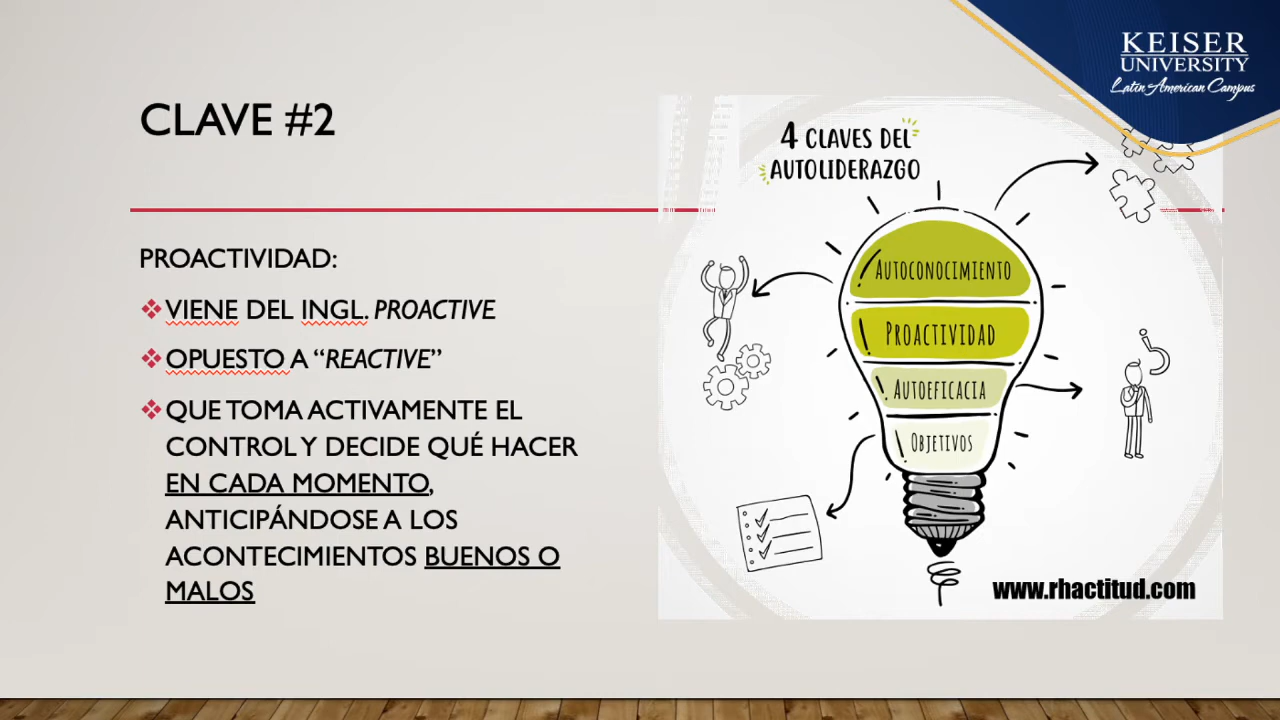 KEISER
UNIVERSITY
Latin American Campus
CLAVE #2
PROACTIVIDAD:
VIENE DEL INGL. PROACTIVE
OPUESTO A “REACTIVE”
QUE TOMA ACTIVAMENTE EL
CONTROL Y DECIDE QUÉ HACER
EN CADA MOMENTO,
ANTICIPÁNDOSE A LOS
ACONTECIMIENTOS BUENOS O
MALOS
4 CLAVES DEL
AUTOLIDERAZGO
AUTOCONOCIMIENTO
PROACTIVIDAD
AUTOEFICACIA
OBJETIVOS
?
www.rhactitud.com